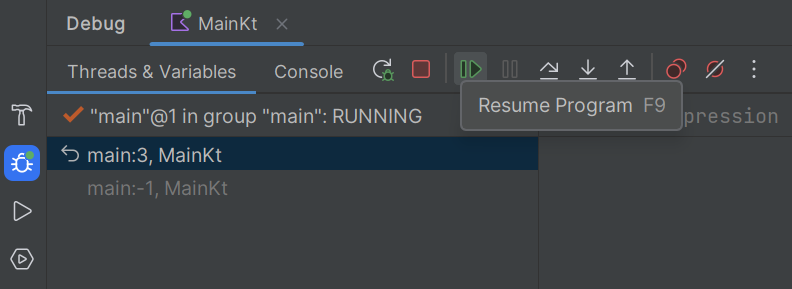 Debug MainKt
Threads & Variables Console
Resume Program F9
"main"@1 in group "main": RUNNING
pression
main:3, MainKt
main:-1, MainKt